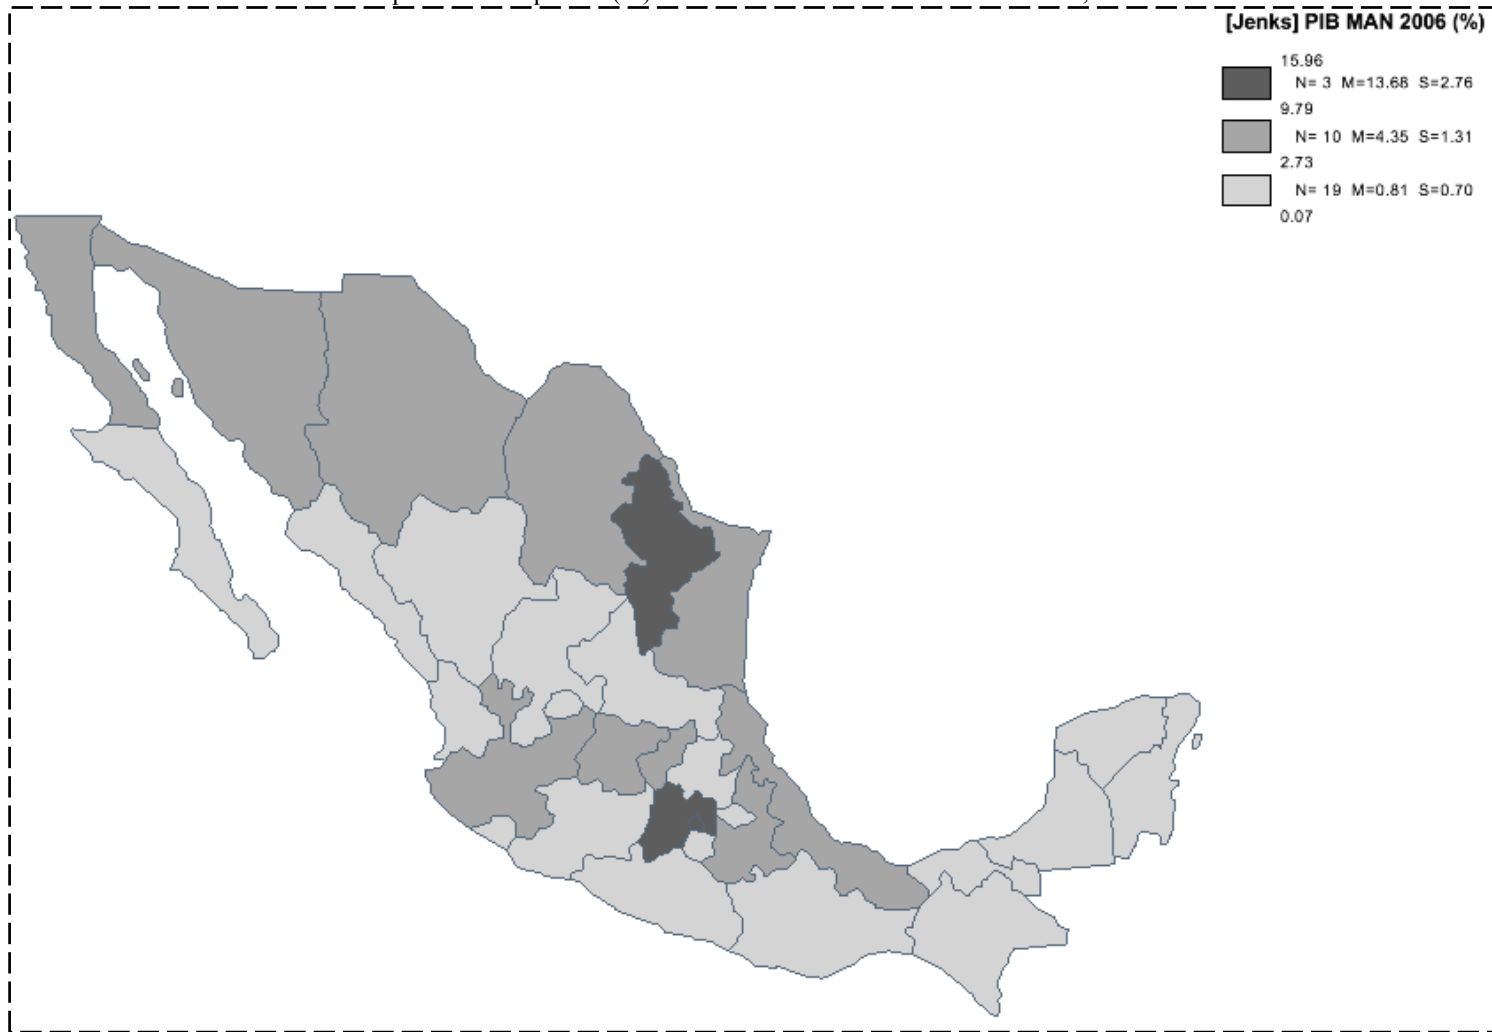 [Jenks] PIB MAN 2006 (%)
15.96
N= 3 M=13.68 S=2.76
9.79
N= 10 M=4.35 S=1.31
2.73
N= 19 M=0.81 S=0.70
0.07